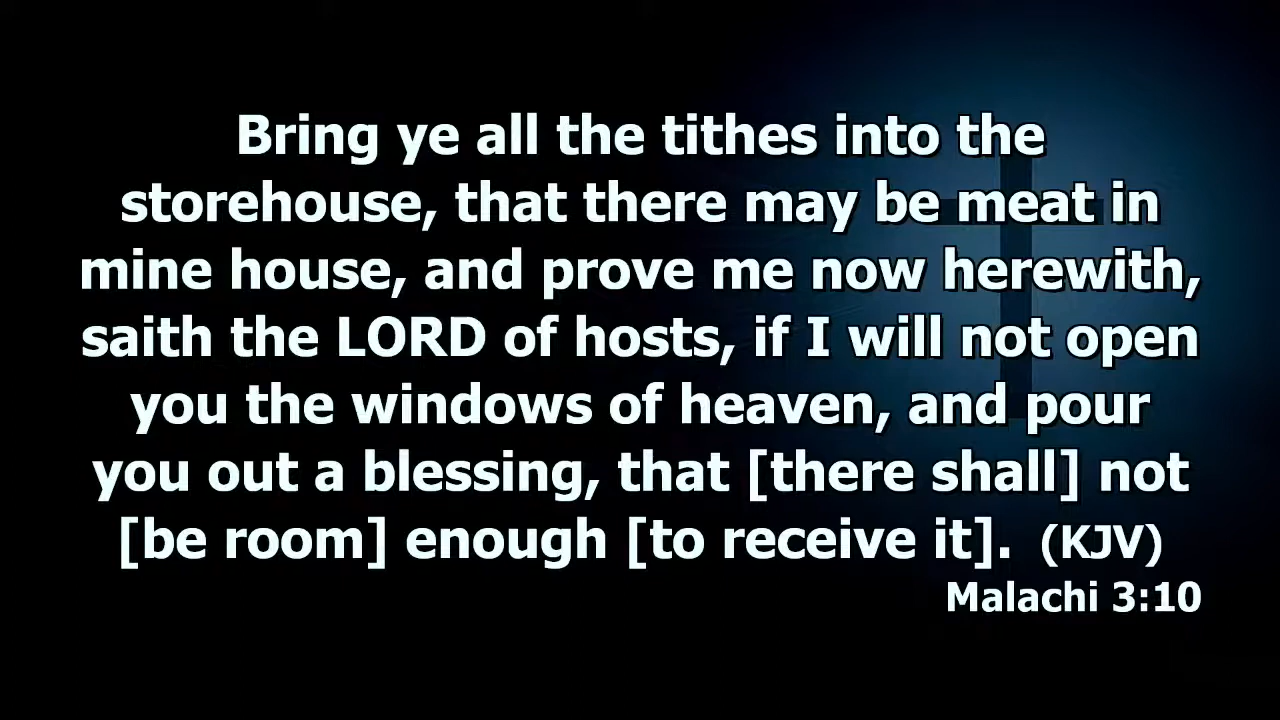 Bring ye all the tithes into the
storehouse, that there may be meat in
mine house, and prove me now herewith,
saith the LORD of hosts, if I will not open
you the windows of heaven, and pour
you out a blessing, that [there shall] not
[be room] enough [to receive it].  (KJV)
Malachi 3:10